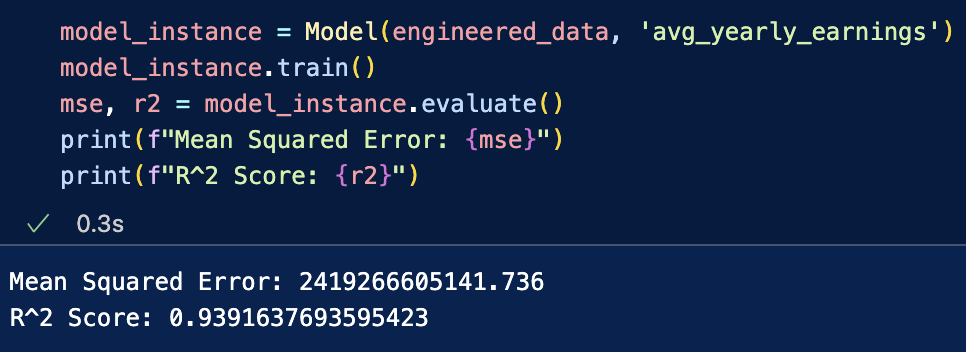 model_instance = Model(engineered_data, 'avg_yearly_earnings')
model_instance.train()
mse, r2 = model_instance.evaluate()
print(f"Mean Squared Error: {mse}")
print(f"R^2 Score: {r2}")
0.3s
Mean Squared Error: 2419266605141.736
R^2 Score: 0.9391637693595423